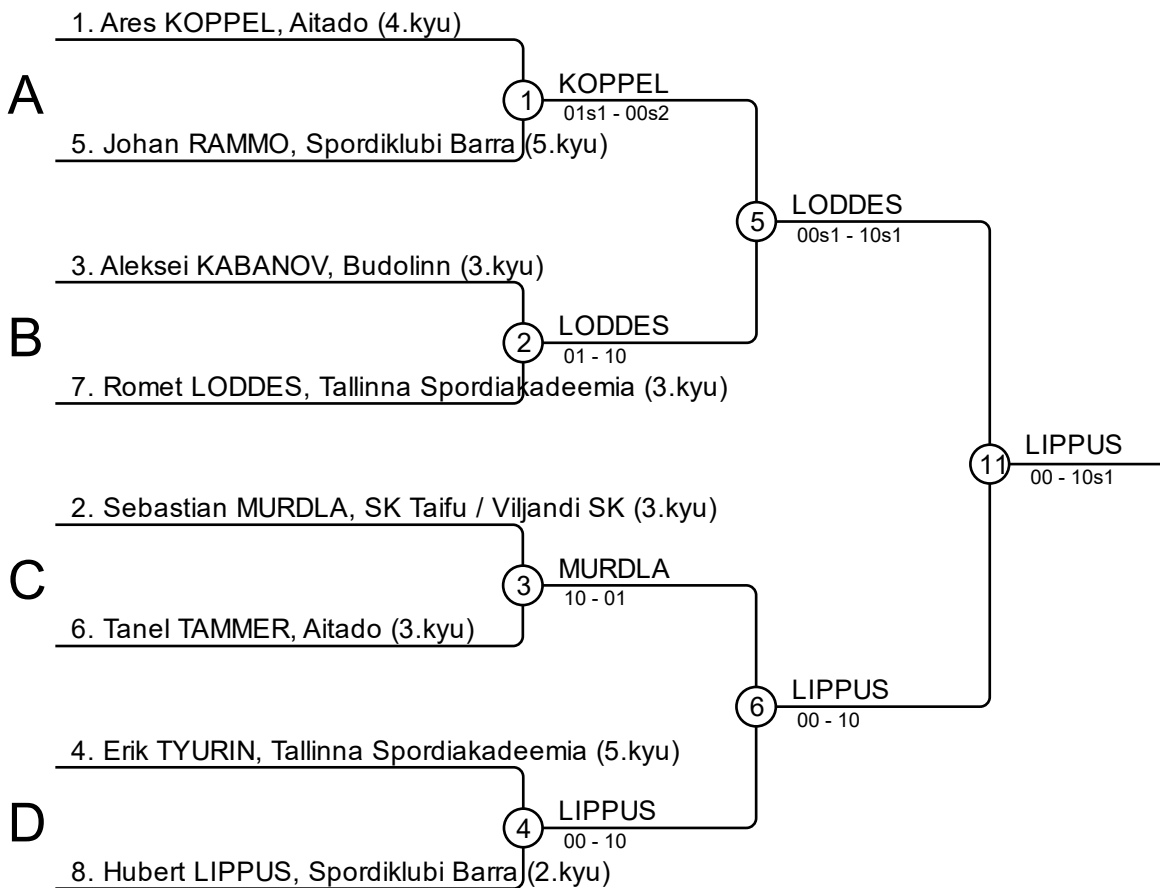 1. Ares KOPPEL, Aitado (4.kyu)
A
1
KOPPEL
01s1 - 00s2
5. Johan RAMMO, Spordiklubi Barra (5.kyu)
5
LODDES
00s1 - 10s1
3. Aleksei KABANOV, Budolinn (3.kyu)
B
2
LODDES
01 - 10
7. Romet LODDES, Tallinna Spordiakadeemia (3.kyu)
11
LIPPUS
00 - 10s1
2. Sebastian MURDLA, SK Taifu / Viljandi SK (3.kyu)
C
3
MURDLA
10 - 01
6. Tanel TAMMER, Aitado (3.kyu)
6
LIPPUS
00 - 10
4. Erik TYURIN, Tallinna Spordiakadeemia (5.kyu)
D
4
LIPPUS
00 - 10
8. Hubert LIPPUS, Spordiklubi Barra (2.kyu)